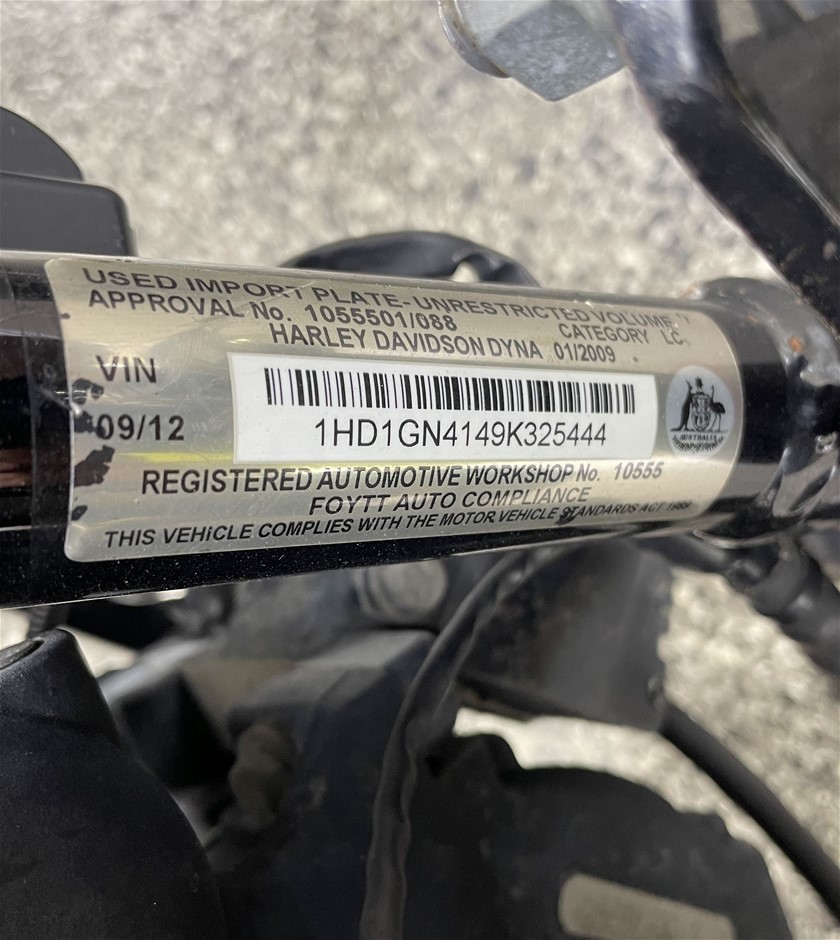 USED IMPORT PLATE-UNRESTRICTED VOLUME
APPROVAL No. 1055501/088 CATEGORY LC
HARLEY DAVIDSON DYNA 01/2009
VIN
09/12
1HD1GN4149K325444
REGISTERED AUTOMOTIVE WORKSHOP No. 10555
FOYTT AUTO COMPLIANCE
THIS VEHICLE COMPLIES WITH THE MOTOR VEHICLE STANDARDS ACT 1989
AUSTRALIA